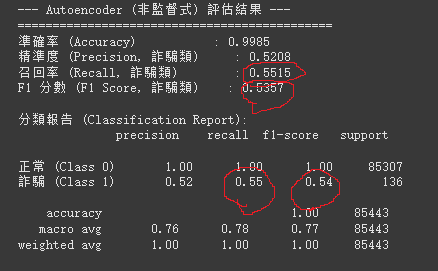 --- Autoencoder (非監督式) 評估結果 ---
========================================
準確率 (Accuracy) : 0.9985
精準度 (Precision, 詐騙類) : 0.5208
召回率 (Recall, 詐騙類) : 0.5515
F1 分數 (F1 Score, 詐騙類) : 0.5357
分類報告 (Classification Report):
precision recall f1-score support
正常 (Class 0) 1.00 1.00 1.00 85307
詐騙 (Class 1) 0.52 0.55 0.54 136
accuracy 1.00 85443
macro avg 0.76 0.78 0.77 85443
weighted avg 1.00 1.00 1.00 85443